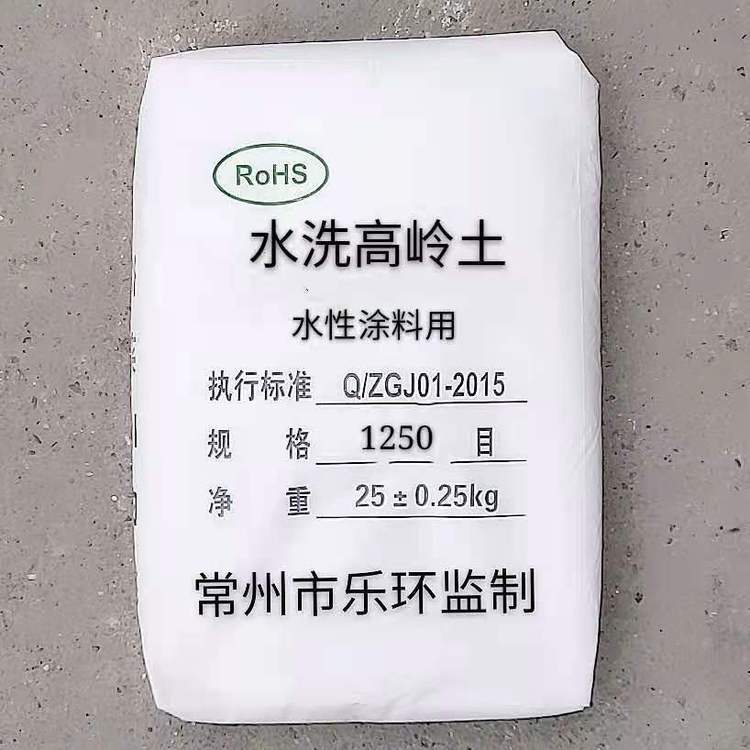 RoHS
水洗高岭土
水性涂料用
执行标准 Q/ZGJ01-2015
规格 1250 目
净重 25±0.25kg
常州市乐环监制